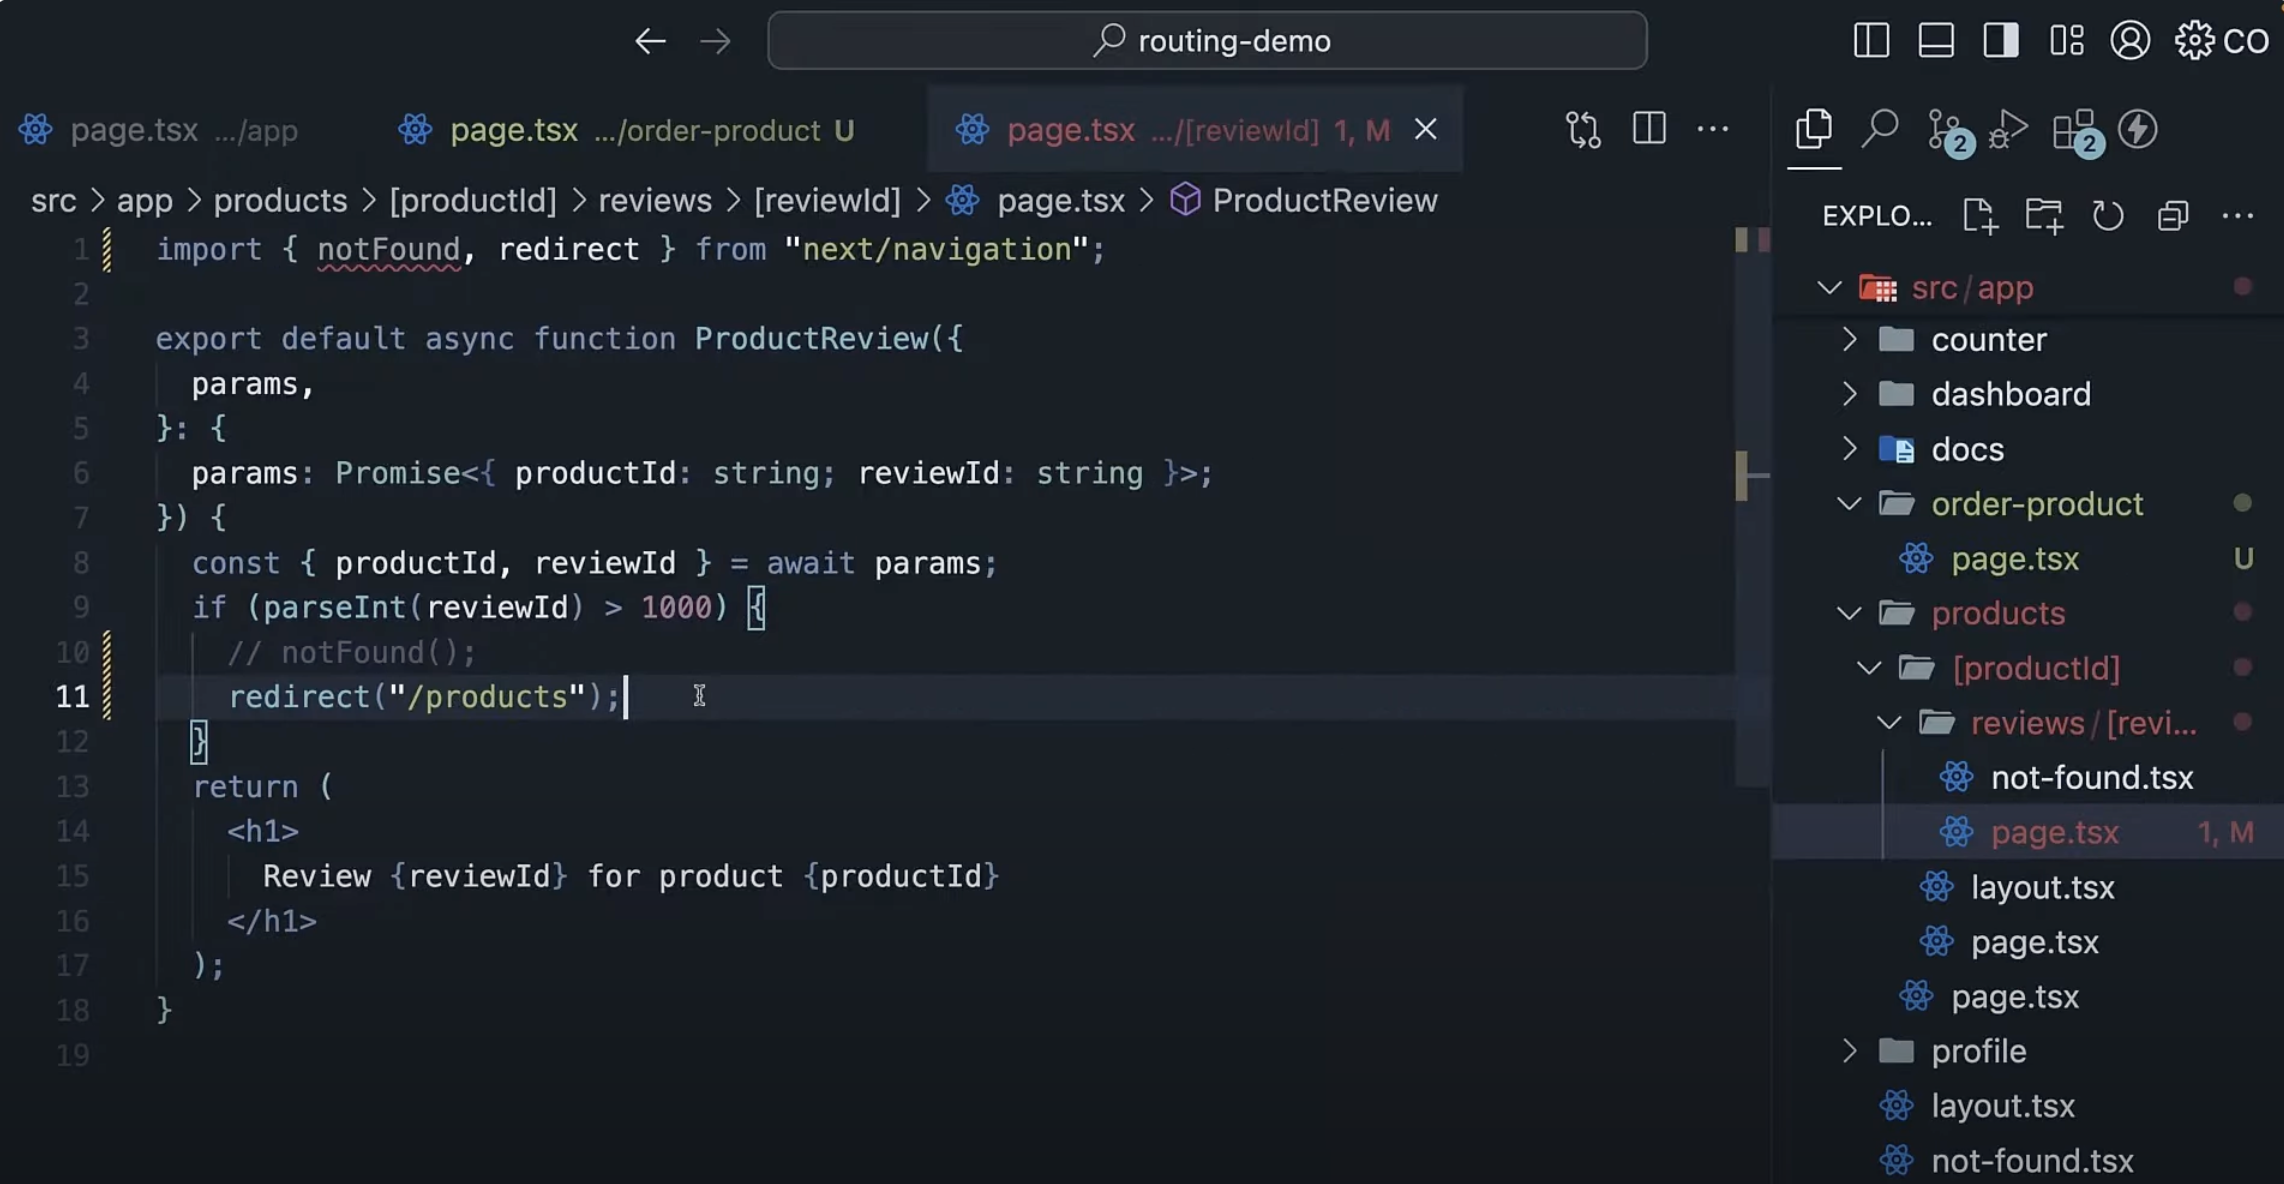 routing-demo
CO
page.tsx .../app
page.tsx .../order-product U
page.tsx .../[reviewId] 1, M
2
2
src > app > products > [productId] > reviews > [reviewId] > page.tsx > ProductReview
EXPLO...
1 import { notFound, redirect } from "next/navigation";
2
3 export default async function ProductReview({
4 params,
5 }: {
6 params: Promise<{ productId: string; reviewId: string }>;
7 }) {
8 const { productId, reviewId } = await params;
9 if (parseInt(reviewId) > 1000) {
10 // notFound();
11 redirect("/products");
12 }
13 return (
14 <h1>
15 Review {reviewId} for product {productId}
16 </h1>
17 );
18 }
19
src/app
counter
dashboard
docs
order-product
page.tsx U
products
[productId]
reviews/[revi...
not-found.tsx
page.tsx 1, M
layout.tsx
page.tsx
page.tsx
profile
layout.tsx
not-found.tsx